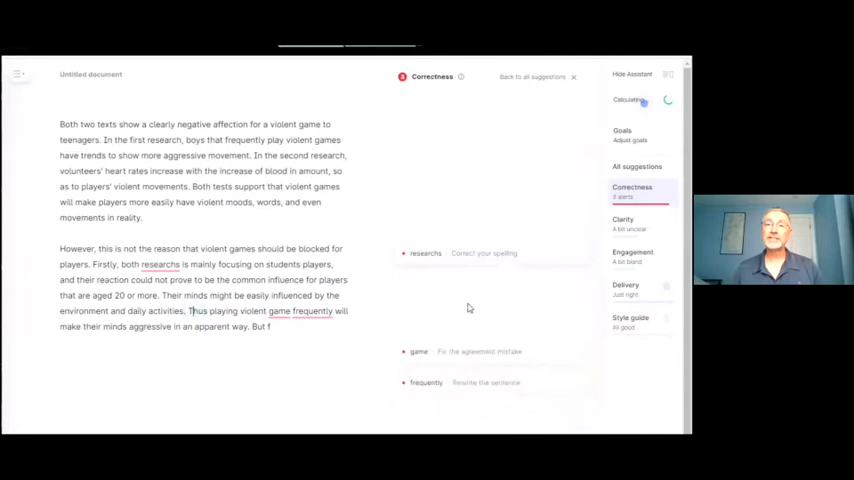 Untitled document
3 Correctness
Back to all suggestions
Hide Assistant
Calculating...
Goals
Adjust goals
All suggestions
Correctness
3 alerts
Clarity
A bit unclear
Engagement
A bit bland
Delivery
Just right
Style guide
All good
Both two texts show a clearly negative affection for a violent game to
teenagers. In the first research, boys that frequently play violent games
have trends to show more aggressive movement. In the second research,
volunteers' heart rates increase with the increase of blood in amount, so
as to players' violent movements. Both tests support that violent games
will make players more easily have violent moods, words, and even
movements in reality.
However, this is not the reason that violent games should be blocked for
players. Firstly, both researchs is mainly focusing on students players,
and their reaction could not prove to be the common influence for players
that are aged 20 or more. Their minds might be easily influenced by the
environment and daily activities. Thus playing violent game frequently will
make their minds aggressive in an apparent way. But f
researchs Correct your spelling
game Fix the agreement mistake
frequently Rewrite the sentence